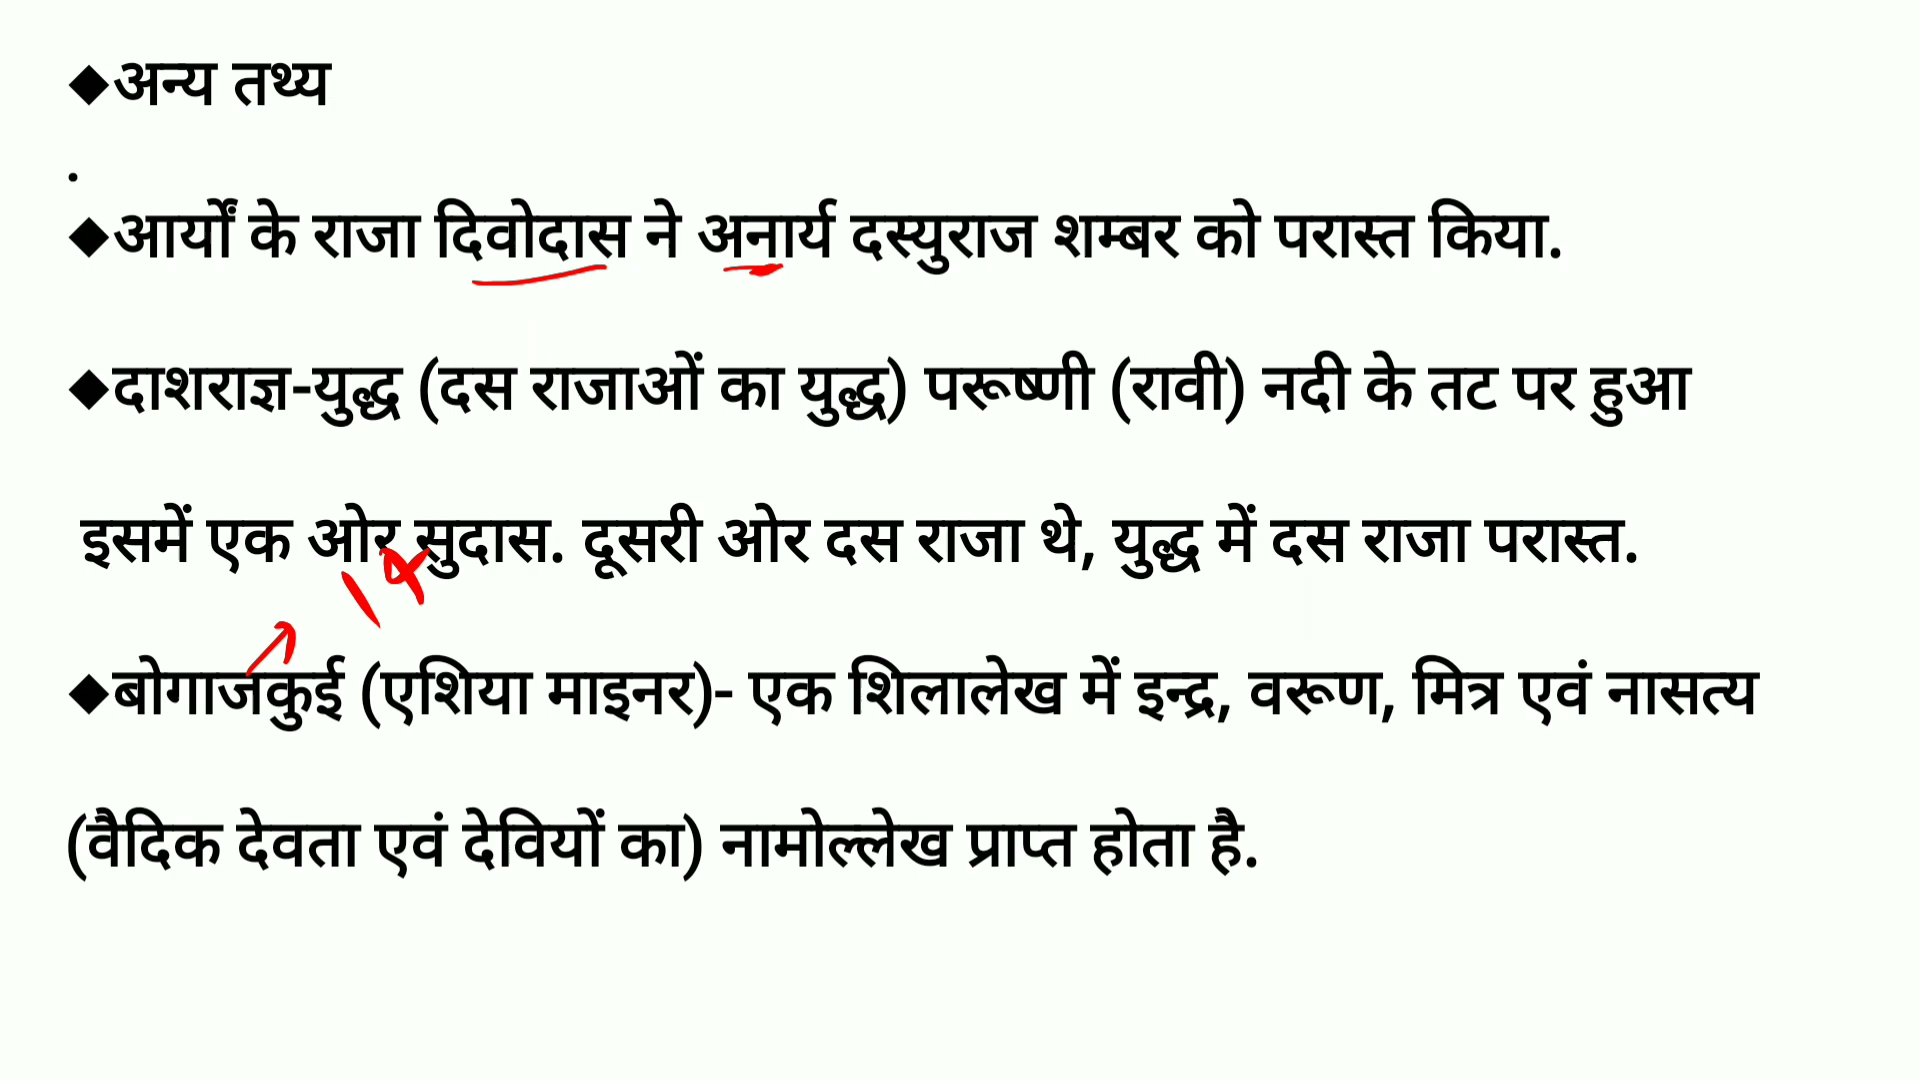 ◆अन्य तथ्य
.
◆आर्यों के राजा दिवोदास ने अनार्य दस्युराज शम्बर को परास्त किया.
◆दाशराज्ञ-युद्ध (दस राजाओं का युद्ध) परूष्णी (रावी) नदी के तट पर हुआ
इसमें एक ओर सुदास. दूसरी ओर दस राजा थे, युद्ध में दस राजा परास्त.
14
◆बोगाजकुई (एशिया माइनर)- एक शिलालेख में इन्द्र, वरूण, मित्र एवं नासत्य
(वैदिक देवता एवं देवियों का) नामोल्लेख प्राप्त होता है.